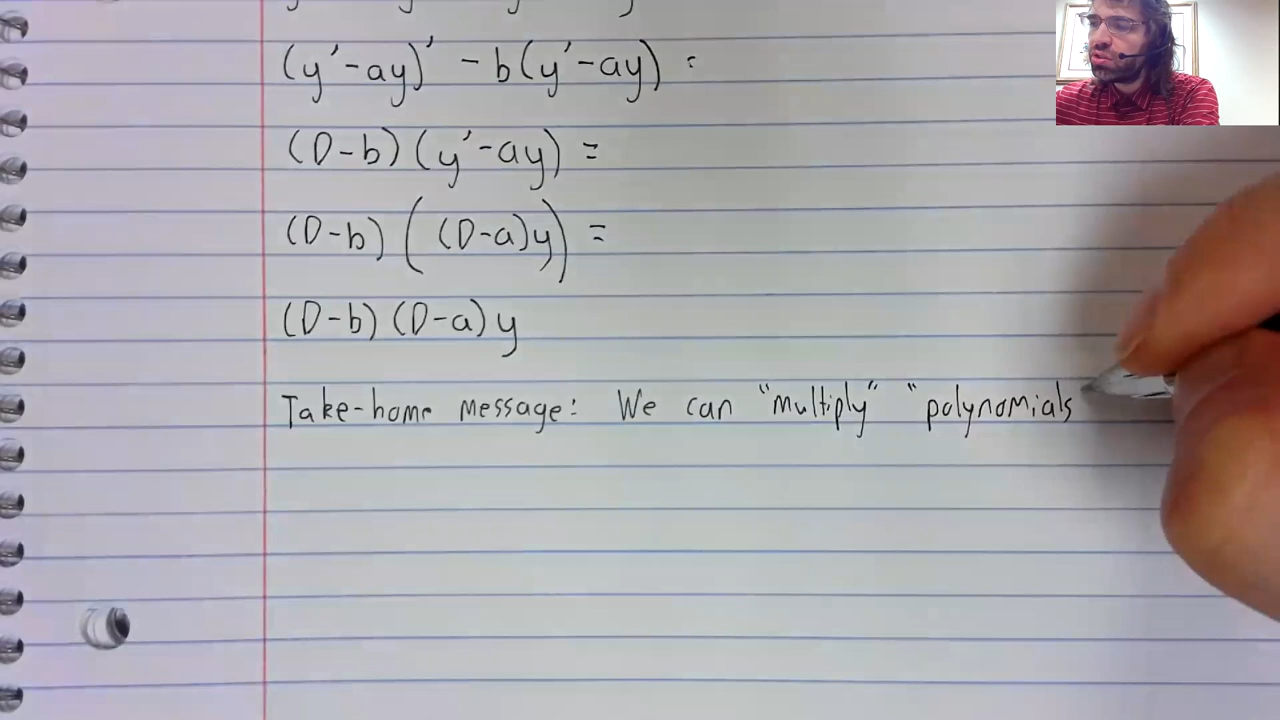 (y′-ay)′ - b(y′-ay) =
(D-b)(y′-ay) =
(D-b)((D-a)y) =
(D-b)(D-a)y
Take-home message: We can "multiply" "polynomials